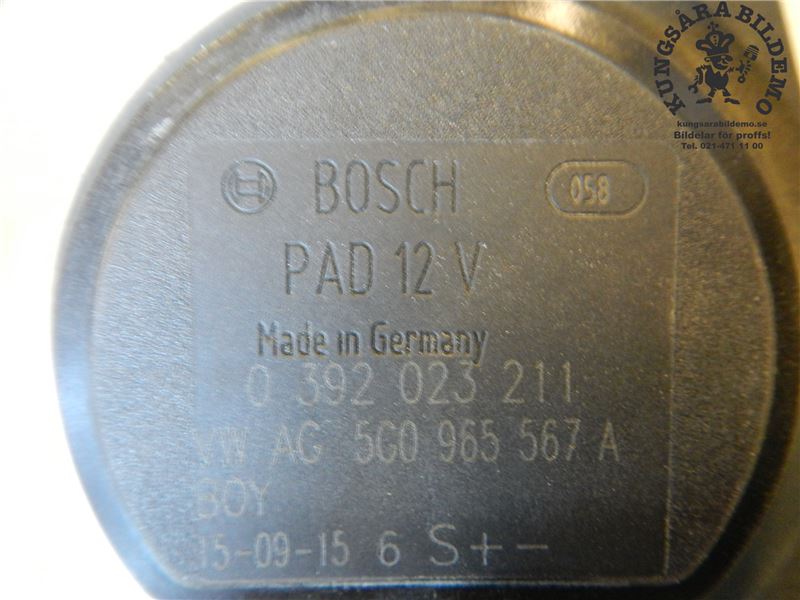 KUNGSÅRA BILDEMO
kungsarabildemo.se
Bildelar för proffs!
Tel. 021-471 11 00
BOSCH 058
PAD 12 V
Made in Germany
0 392 023 211
VW AG 5G0 965 567 A
BOY
15-09-15 6 S+-